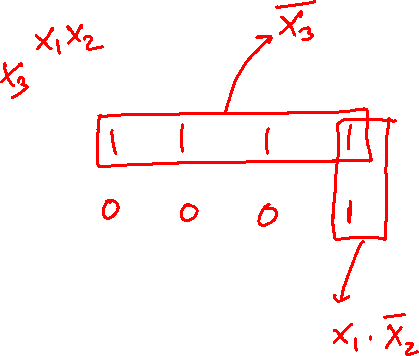 x̄₃
x₁x₂
x₃
1 1 1 1
0 0 0 1
x₁ · x̄₂